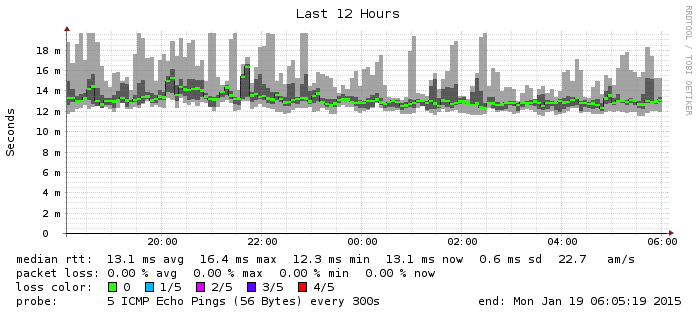 Last 12 Hours
RRDTOOL / TOBI OETIKER
Seconds
18 m
16 m
14 m
12 m
10 m
8 m
6 m
4 m
2 m
0
20:00 22:00 00:00 02:00 04:00 06:00
median rtt: 13.1 ms avg 16.4 ms max 12.3 ms min 13.1 ms now 0.6 ms sd 22.7 am/s
packet loss: 0.00 % avg 0.00 % max 0.00 % min 0.00 % now
loss color: 0 1/5 2/5 3/5 4/5
probe: 5 ICMP Echo Pings (56 Bytes) every 300s end: Mon Jan 19 06:05:19 2015